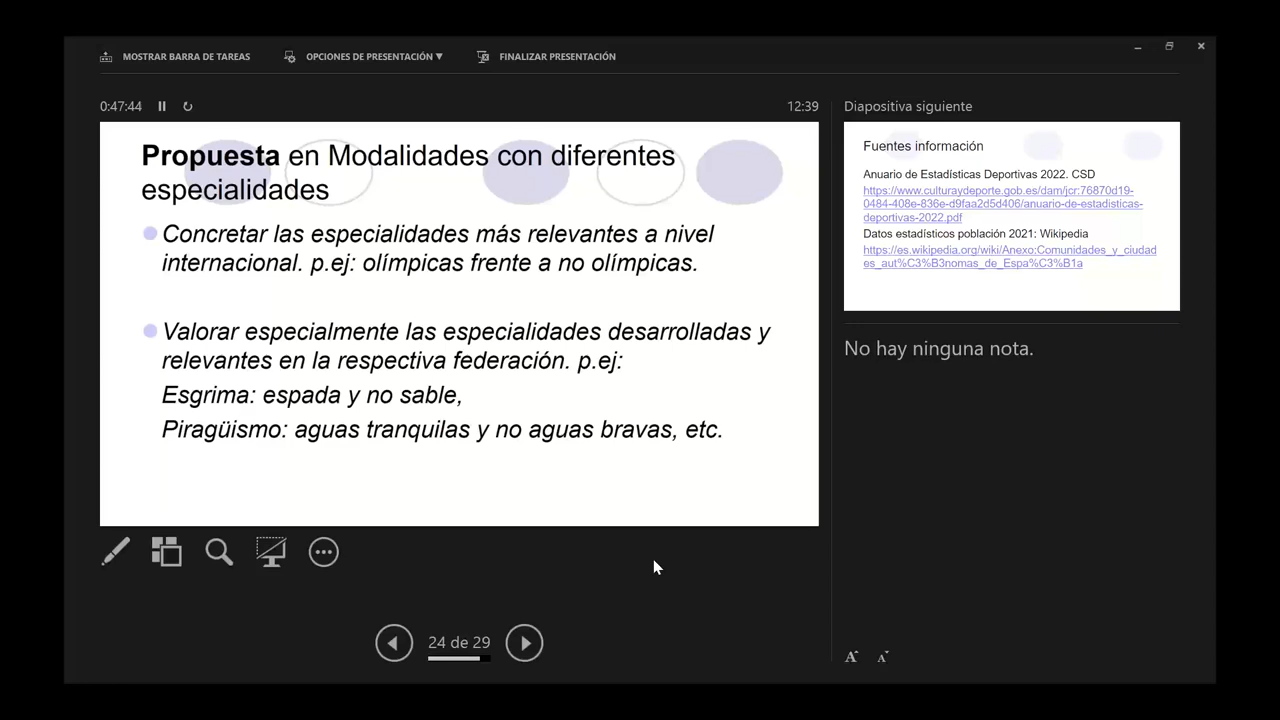 MOSTRAR BARRA DE TAREAS
OPCIONES DE PRESENTACIÓN ▼
FINALIZAR PRESENTACIÓN
0:47:44
12:39
Propuesta en Modalidades con diferentes
especialidades
Concretar las especialidades más relevantes a nivel
internacional. p.ej: olímpicas frente a no olímpicas.
Valorar especialmente las especialidades desarrolladas y
relevantes en la respectiva federación. p.ej:
Esgrima: espada y no sable,
Piragüismo: aguas tranquilas y no aguas bravas, etc.
24 de 29
Diapositiva siguiente
Fuentes información
Anuario de Estadísticas Deportivas 2022. CSD
https://www.culturaydeporte.gob.es/dam/jcr:76870d19-
0484-408e-836e-d9faa2d5d406/anuario-de-estadisticas-
deportivas-2022.pdf
Datos estadísticos población 2021: Wikipedia
https://es.wikipedia.org/wiki/Anexo:Comunidades_y_ciudad
es_aut%C3%B3nomas_de_Espa%C3%B1a
No hay ninguna nota.
A A